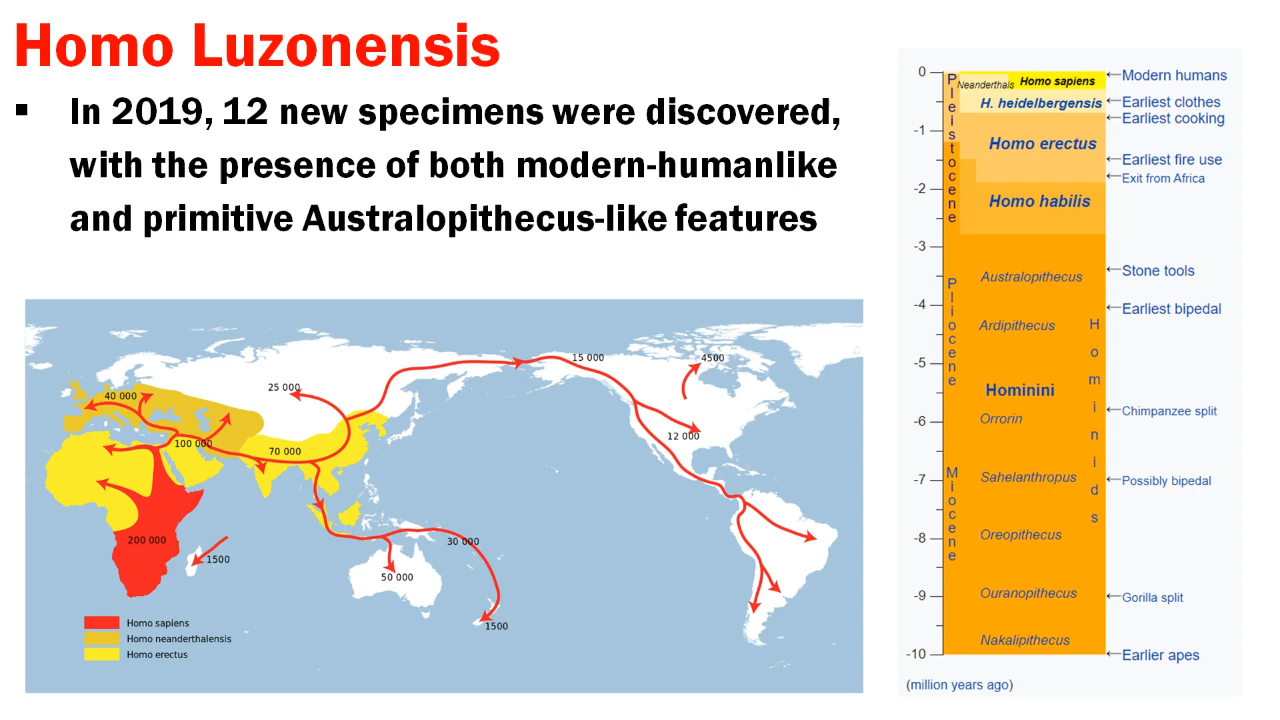 Homo Luzonensis
▪ In 2019, 12 new specimens were discovered,
with the presence of both modern-humanlike
and primitive Australopithecus-like features
15 000
4500
25 000
40 000
12 000
100 000
70 000
200 000
30 000
1500
50 000
1500
Homo sapiens
Homo neanderthalensis
Homo erectus
0
-1
-2
-3
-4
-5
-6
-7
-8
-9
-10
(million years ago)
Pleistocene
Pliocene
Miocene
Neanderthals
Homo sapiens
H. heidelbergensis
Homo erectus
Homo habilis
Australopithecus
Ardipithecus
Hominini
Orrorin
Sahelanthropus
Oreopithecus
Ouranopithecus
Nakalipithecus
Hominids
←Modern humans
←Earliest clothes
←Earliest cooking
←Earliest fire use
←Exit from Africa
←Stone tools
←Earliest bipedal
←Chimpanzee split
←Possibly bipedal
←Gorilla split
←Earlier apes